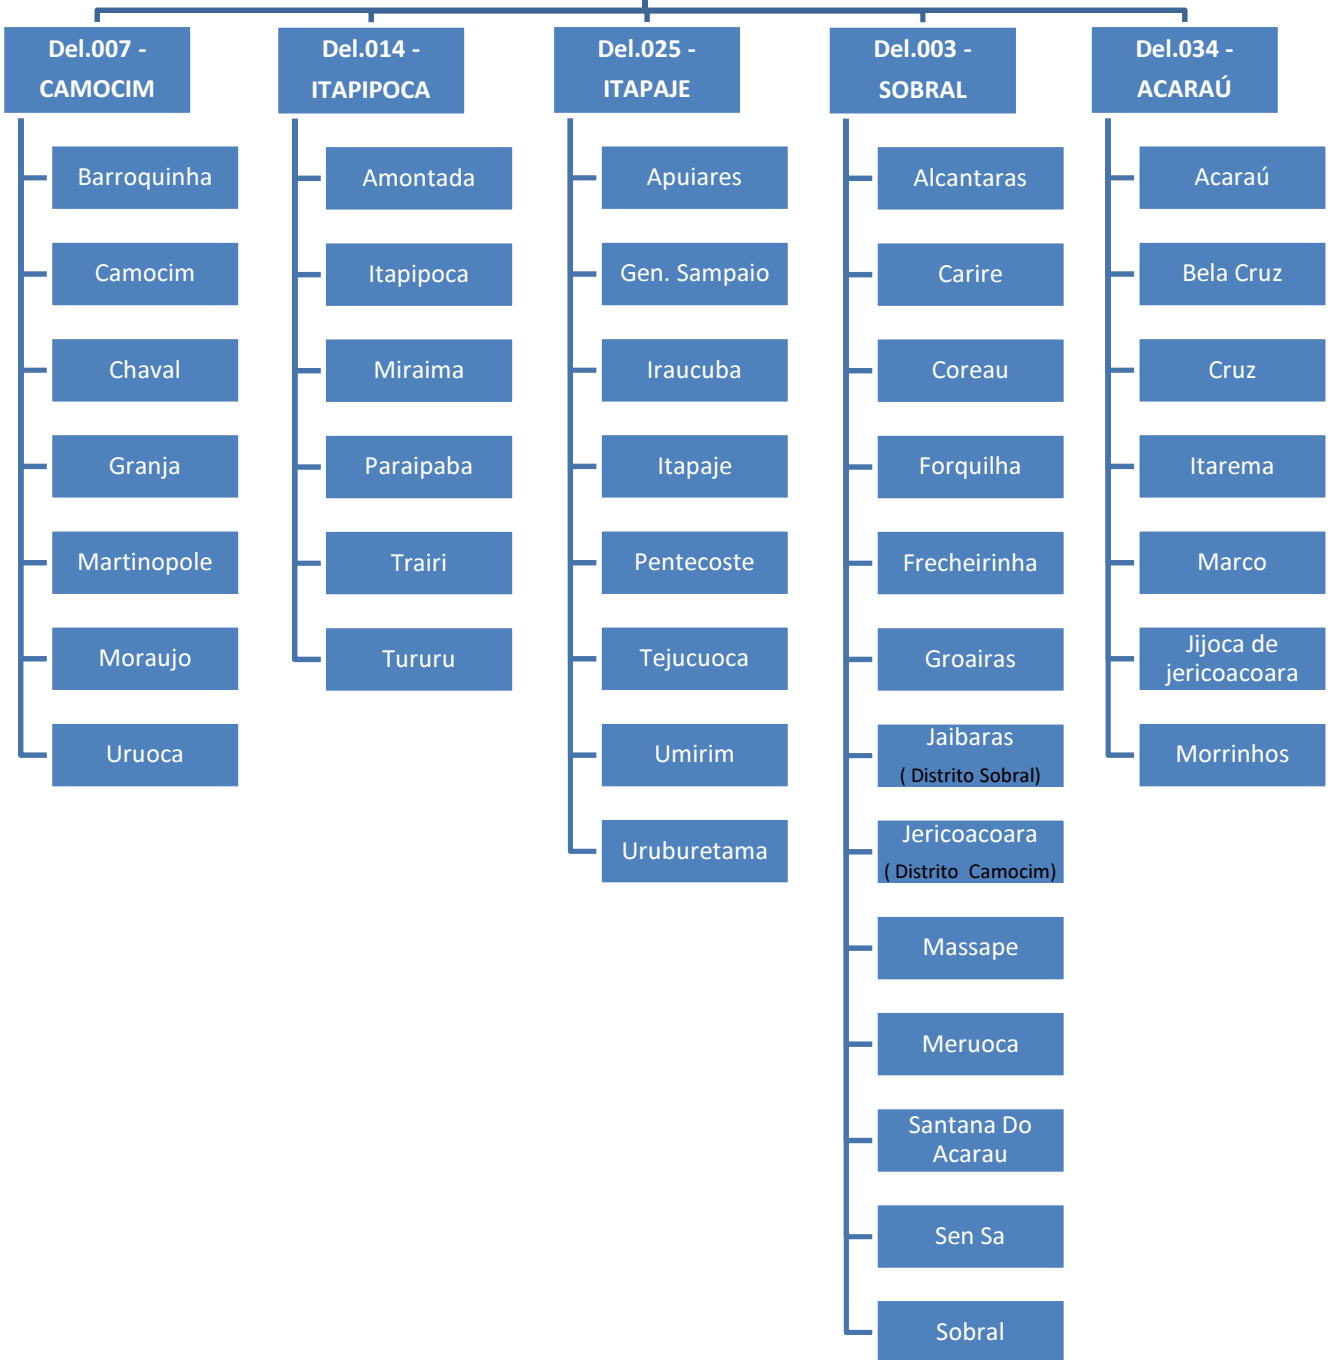 Del.007 -
CAMOCIM
Barroquinha
Camocim
Chaval
Granja
Martinopole
Moraujo
Uruoca
Del.014 -
ITAPIPOCA
Amontada
Itapipoca
Miraima
Paraipaba
Trairi
Tururu
Del.025 -
ITAPAJE
Apuiares
Gen. Sampaio
Iraucuba
Itapaje
Pentecoste
Tejucuoca
Umirim
Uruburetama
Del.003 -
SOBRAL
Alcantaras
Carire
Coreau
Forquilha
Frecheirinha
Groairas
Jaibaras
( Distrito Sobral)
Jericoacoara
( Distrito Camocim)
Massape
Meruoca
Santana Do
Acarau
Sen Sa
Sobral
Del.034 -
ACARAÚ
Acaraú
Bela Cruz
Cruz
Itarema
Marco
Jijoca de
jericoacoara
Morrinhos